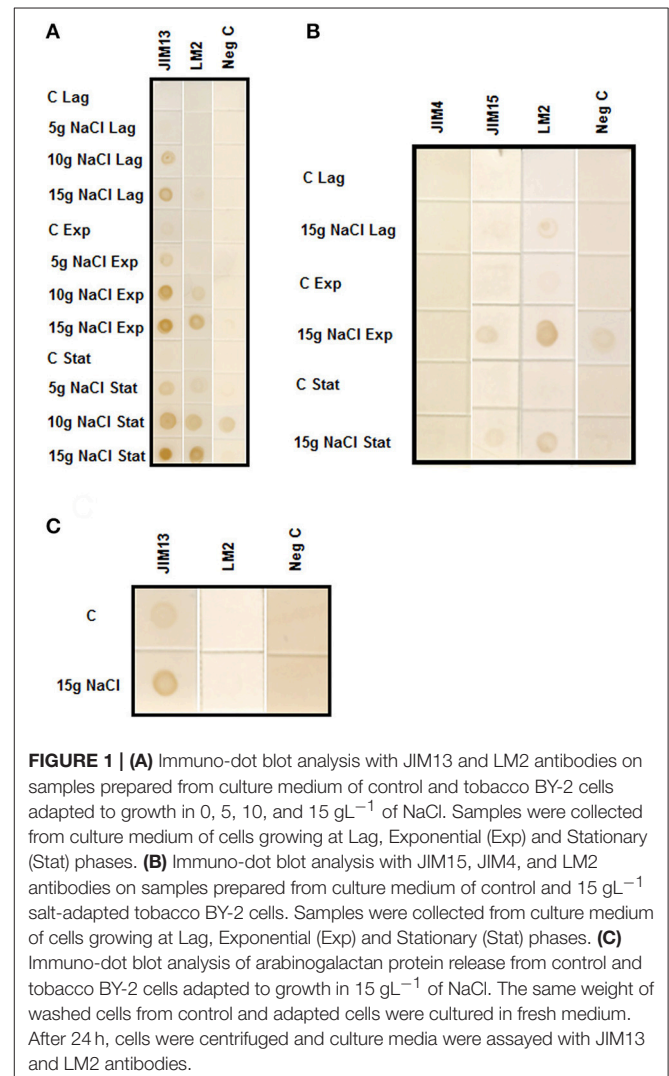 A
JIM13
LM2
Neg C
C Lag
5g NaCl Lag
10g NaCl Lag
15g NaCl Lag
C Exp
5g NaCl Exp
10g NaCl Exp
15g NaCl Exp
C Stat
5g NaCl Stat
10g NaCl Stat
15g NaCl Stat
B
JIM4
JIM15
LM2
Neg C
C Lag
15g NaCl Lag
C Exp
15g NaCl Exp
C Stat
15g NaCl Stat
C
JIM13
LM2
Neg C
C
15g NaCl
FIGURE 1 | (A) Immuno-dot blot analysis with JIM13 and LM2 antibodies on
samples prepared from culture medium of control and tobacco BY-2 cells
adapted to growth in 0, 5, 10, and 15 gL⁻¹ of NaCl. Samples were collected
from culture medium of cells growing at Lag, Exponential (Exp) and Stationary
(Stat) phases. (B) Immuno-dot blot analysis with JIM15, JIM4, and LM2
antibodies on samples prepared from culture medium of control and 15 gL⁻¹
salt-adapted tobacco BY-2 cells. Samples were collected from culture medium
of cells growing at Lag, Exponential (Exp) and Stationary (Stat) phases. (C)
Immuno-dot blot analysis of arabinogalactan protein release from control and
tobacco BY-2 cells adapted to growth in 15 gL⁻¹ of NaCl. The same weight of
washed cells from control and adapted cells were cultured in fresh medium.
After 24 h, cells were centrifuged and culture media were assayed with JIM13
and LM2 antibodies.